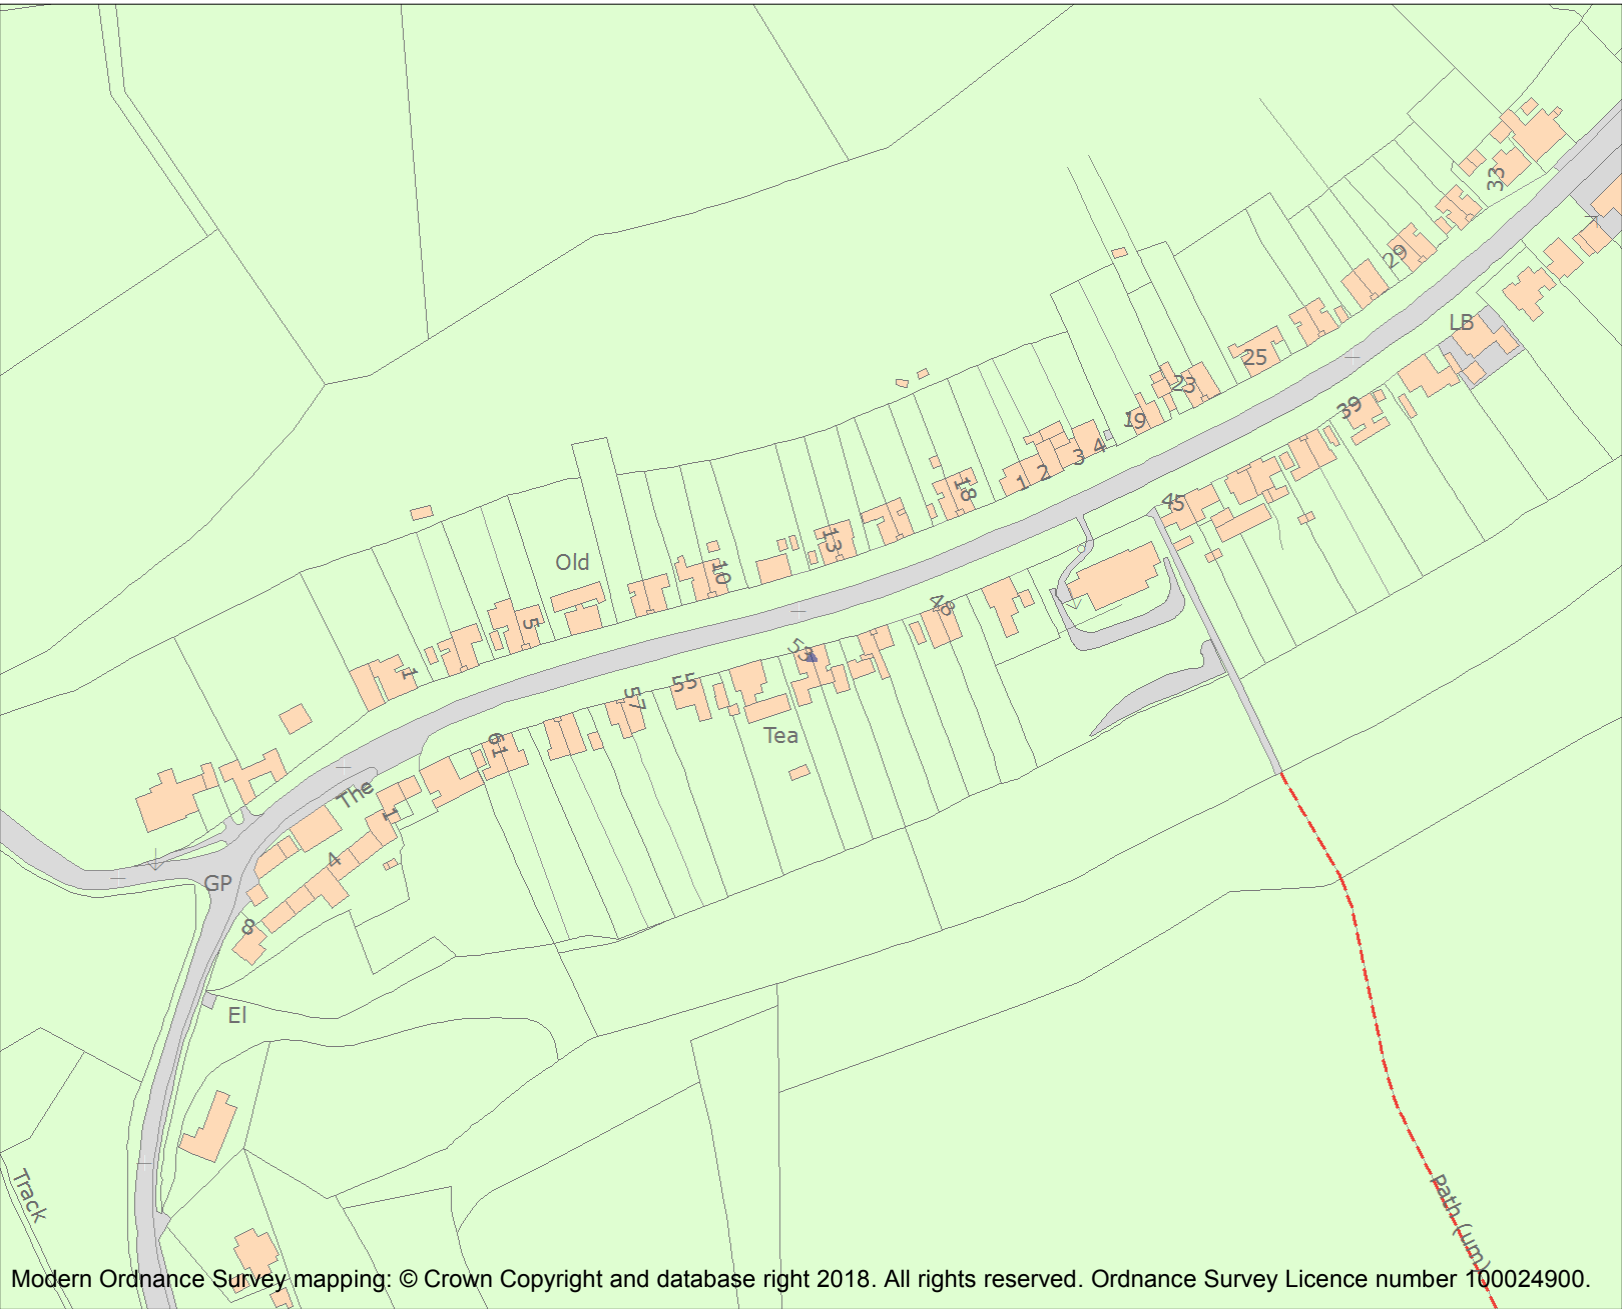 33
29
LB
25
23
39
19
4
3
2
1
45
18
13
Old
10
48
5
53
1
55
57
Tea
61
The
1
4
GP
8
El
Track
Path (um)
Modern Ordnance Survey mapping: © Crown Copyright and database right 2018. All rights reserved. Ordnance Survey Licence number 100024900.